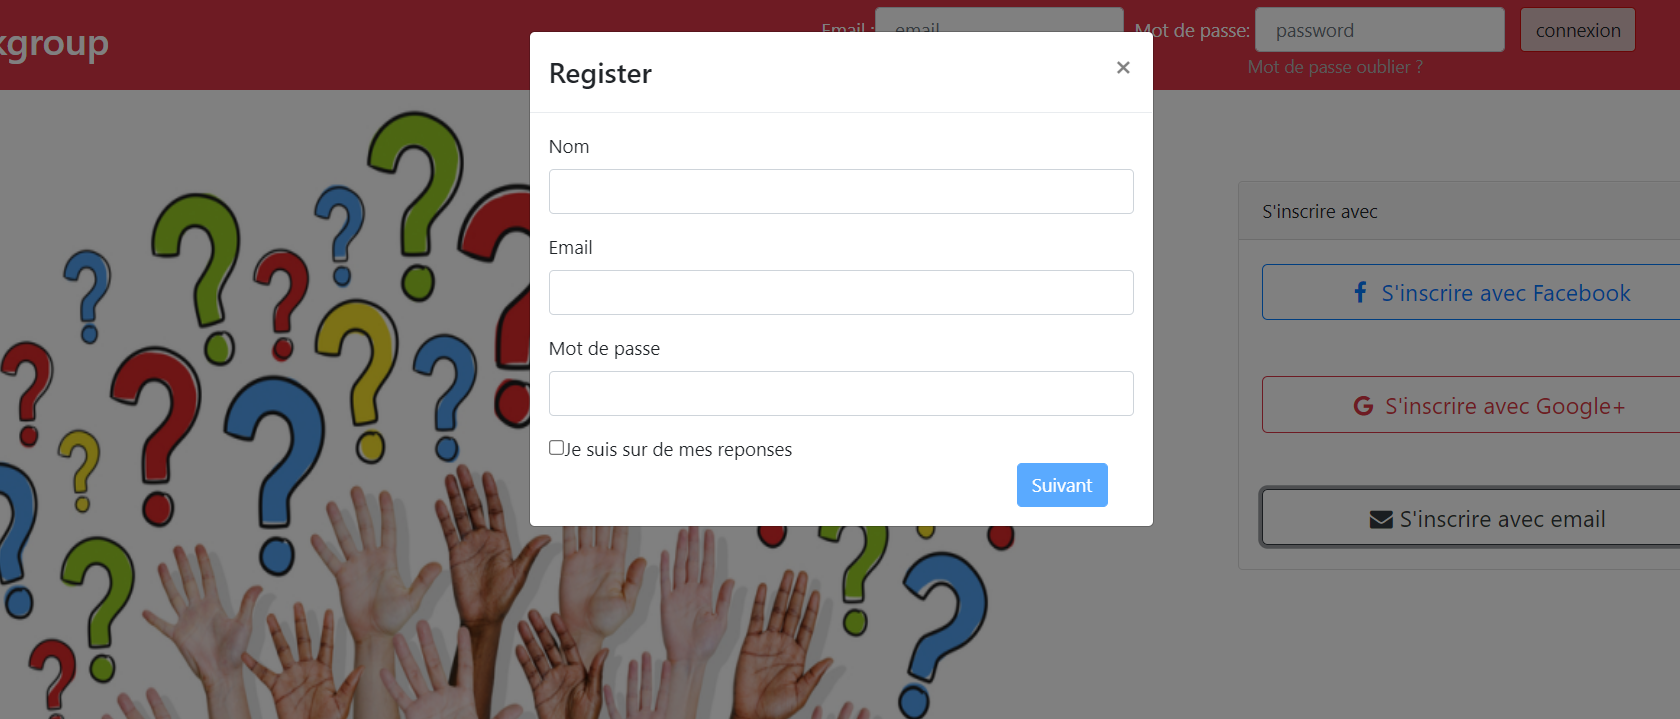 Email : email Mot de passe: password connexion
kgroup
Mot de passe oublier ?
Register ×
Nom
Email
Mot de passe
Je suis sur de mes reponses
Suivant
S'inscrire avec
S'inscrire avec Facebook
S'inscrire avec Google+
S'inscrire avec email